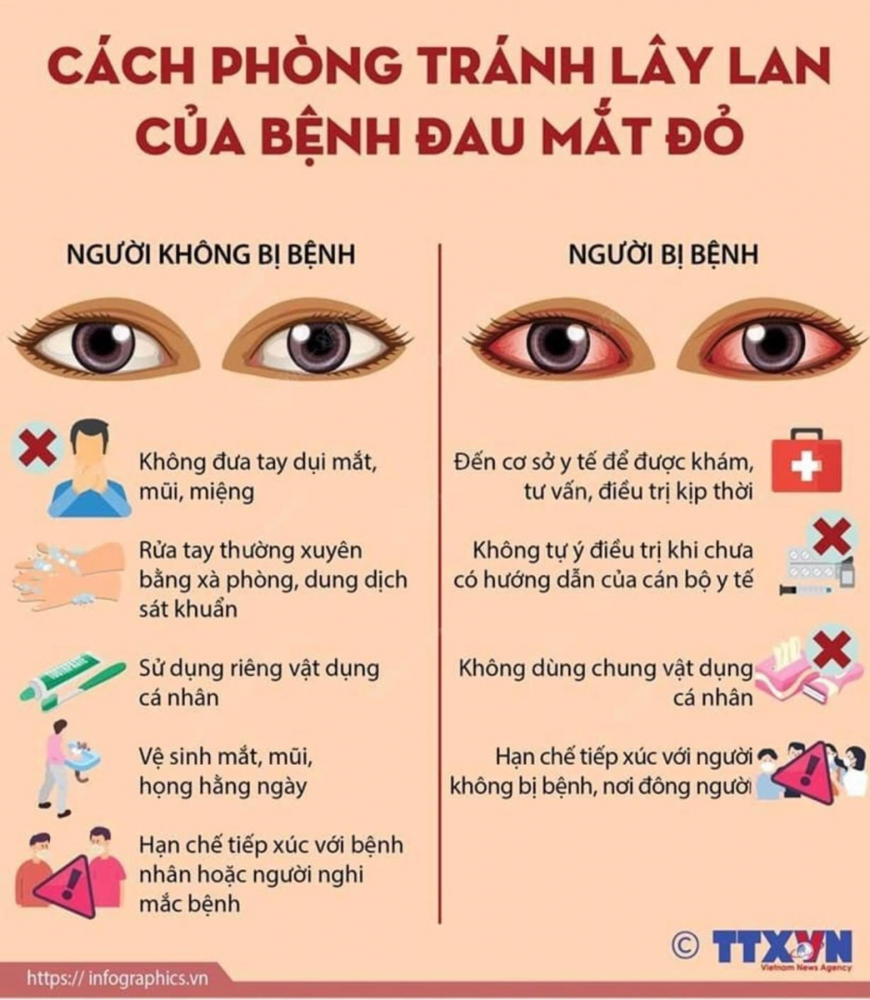 CÁCH PHÒNG TRÁNH LÂY LAN
CỦA BỆNH ĐAU MẮT ĐỎ
NGƯỜI KHÔNG BỊ BỆNH
Không đưa tay dụi mắt,
mũi, miệng
Rửa tay thường xuyên
bằng xà phòng, dung dịch
sát khuẩn
Sử dụng riêng vật dụng
cá nhân
Vệ sinh mắt, mũi,
họng hằng ngày
Hạn chế tiếp xúc với bệnh
nhân hoặc người nghi
mắc bệnh
NGƯỜI BỊ BỆNH
Đến cơ sở y tế để được khám,
tư vấn, điều trị kịp thời
Không tự ý điều trị khi chưa
có hướng dẫn của cán bộ y tế
Không dùng chung vật dụng
cá nhân
Hạn chế tiếp xúc với người
không bị bệnh, nơi đông người
© TTXVN
Vietnam News Agency
https:// infographics.vn